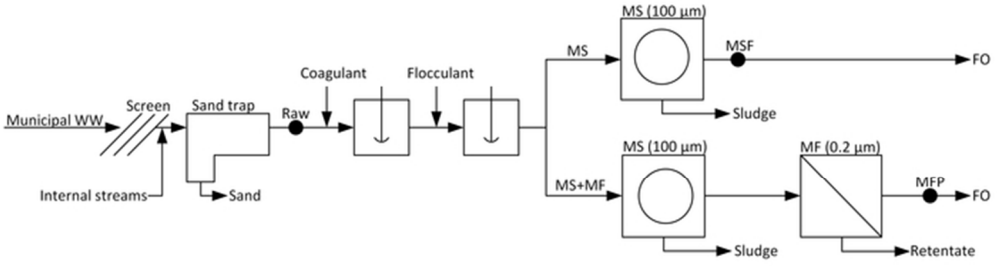 MS (100 µm)
MSF
MS
FO
Coagulant
Flocculant
Screen
Sand trap
Raw
Municipal WW
Sludge
MS (100 µm)
MF (0.2 µm)
MS+MF
MFP
FO
Internal streams
Sand
Sludge
Retentate